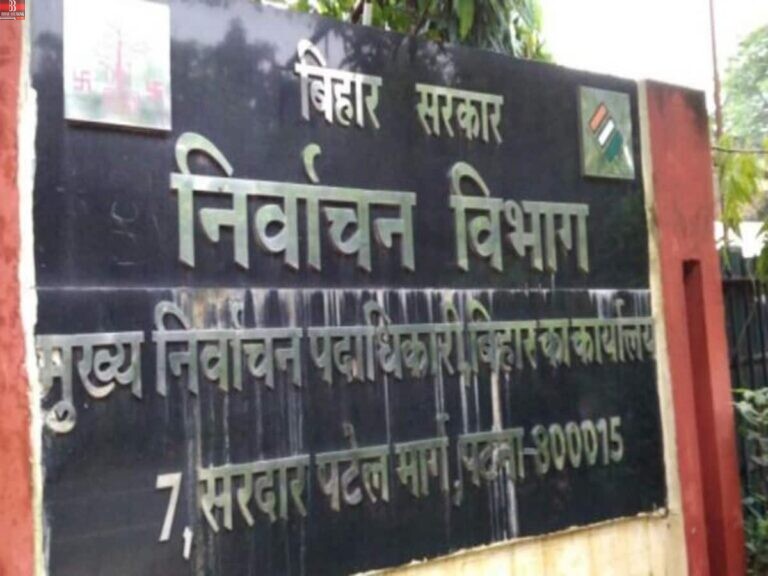 बिहार सरकार
निर्वाचन विभाग
मुख्य निर्वाचन पदाधिकारी, बिहार का कार्यालय
7, सरदार पटेल मार्ग, पटना-800015